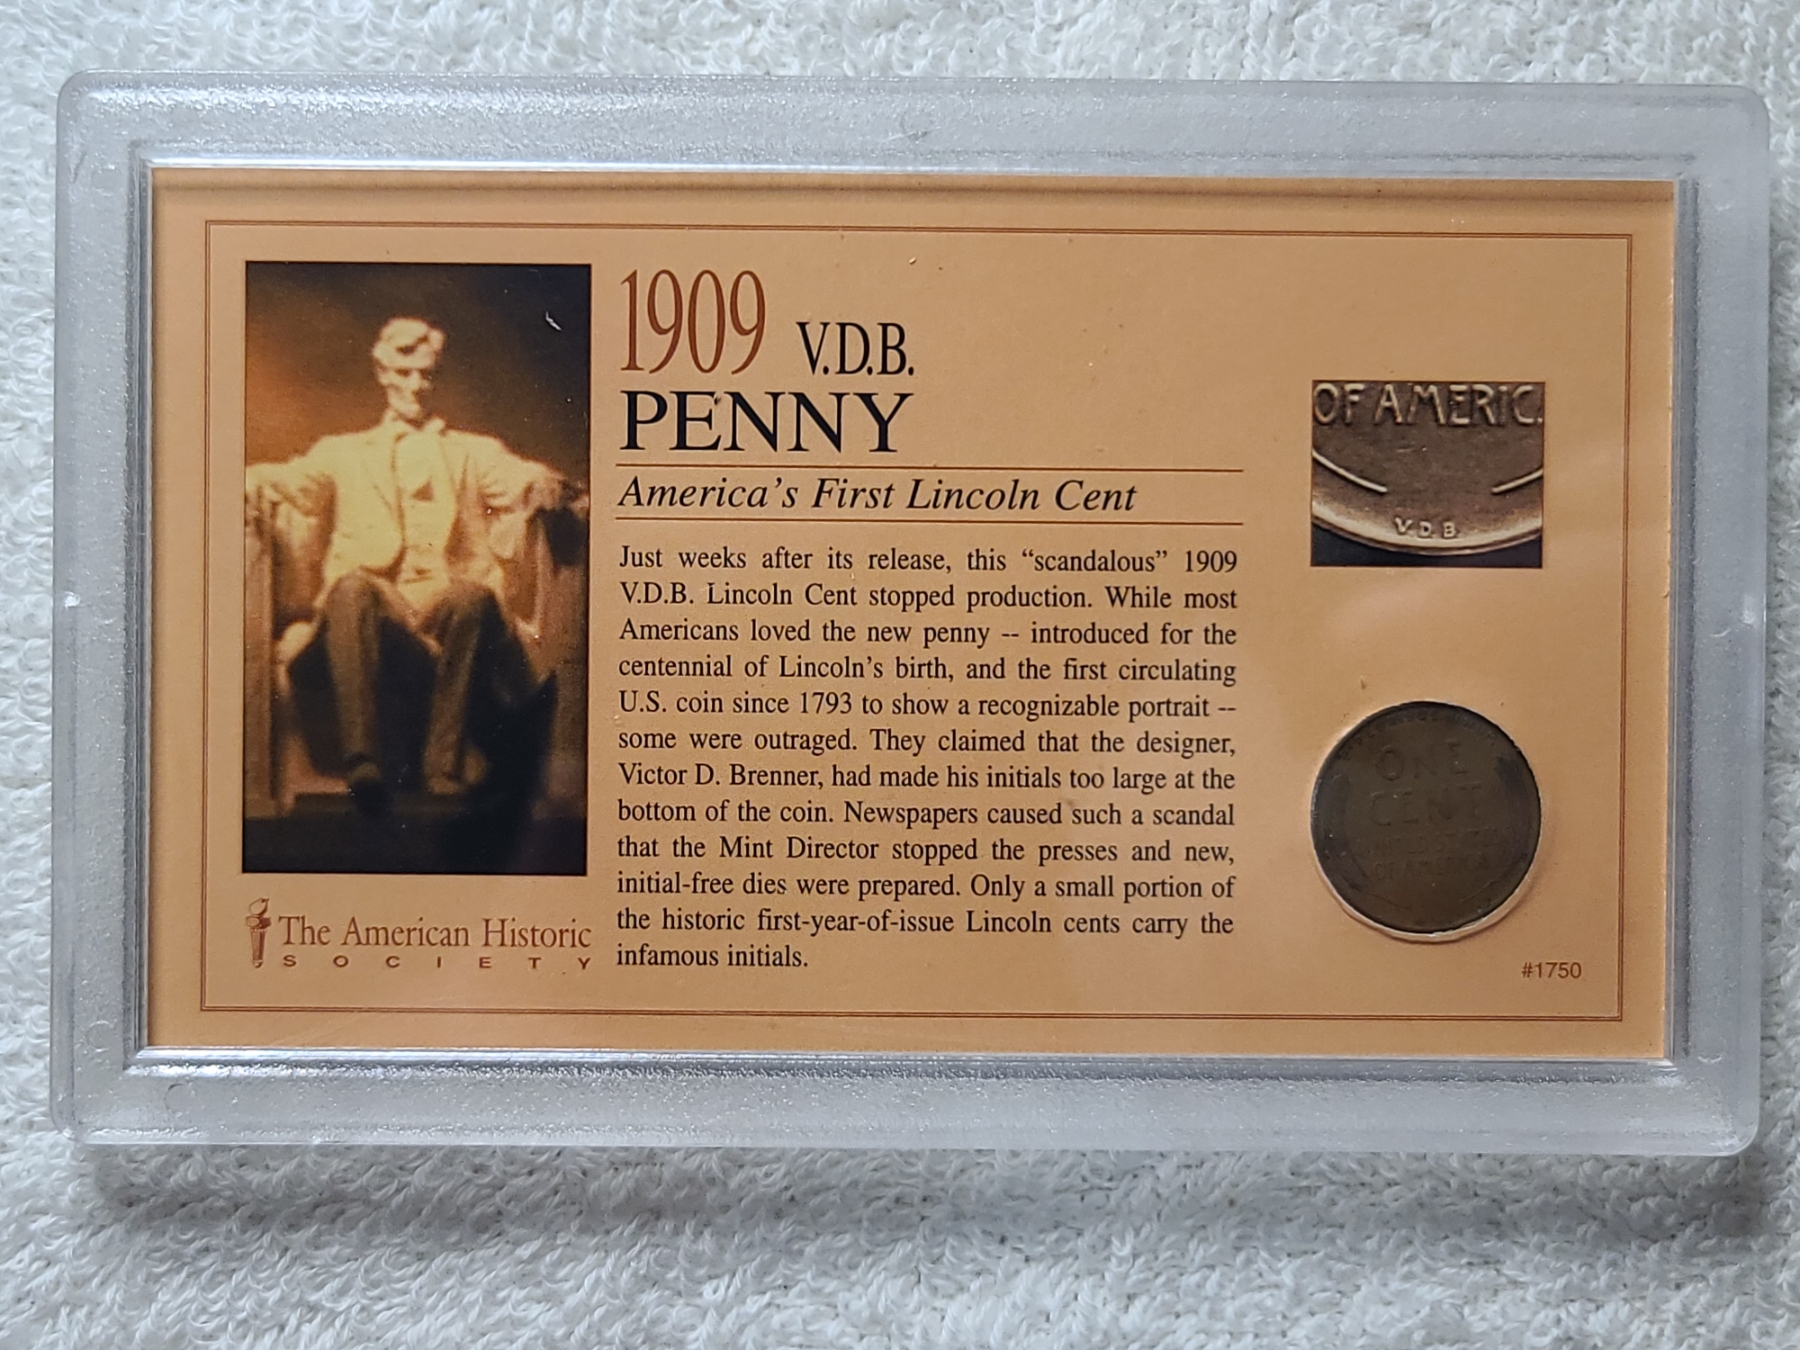 1909 V.D.B.
PENNY
America's First Lincoln Cent
Just weeks after its release, this “scandalous” 1909
V.D.B. Lincoln Cent stopped production. While most
Americans loved the new penny -- introduced for the
centennial of Lincoln's birth, and the first circulating
U.S. coin since 1793 to show a recognizable portrait --
some were outraged. They claimed that the designer,
Victor D. Brenner, had made his initials too large at the
bottom of the coin. Newspapers caused such a scandal
that the Mint Director stopped the presses and new,
initial-free dies were prepared. Only a small portion of
the historic first-year-of-issue Lincoln cents carry the
infamous initials.
The American Historic
SOCIETY
OF AMERIC
V.D.B.
ONE
CENT
OF AMERICA
#1750